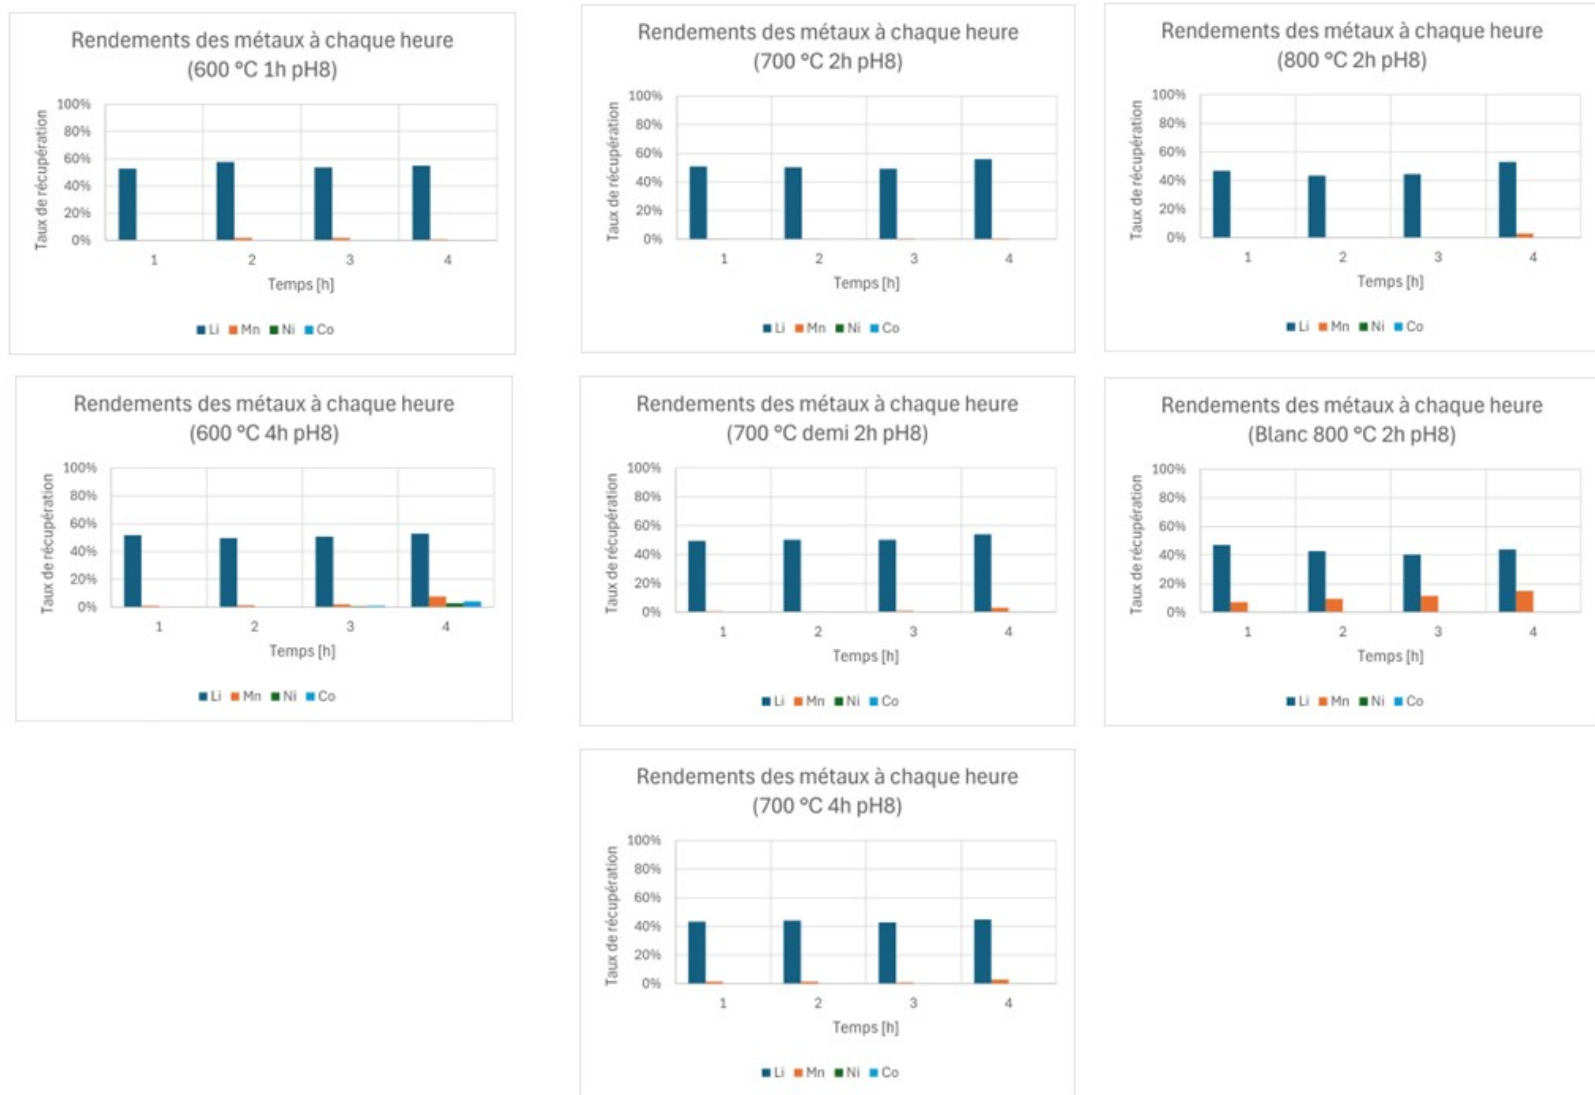 Rendements des métaux à chaque heure
(600 °C 1h pH8)
Taux de récupération
100%
80%
60%
40%
20%
0%
1 2 3 4
Temps [h]
Li Mn Ni Co
Rendements des métaux à chaque heure
(700 °C 2h pH8)
Taux de récupération
100%
80%
60%
40%
20%
0%
1 2 3 4
Temps [h]
Li Mn Ni Co
Rendements des métaux à chaque heure
(800 °C 2h pH8)
Taux de récupération
100%
80%
60%
40%
20%
0%
1 2 3 4
Temps [h]
Li Mn Ni Co
Rendements des métaux à chaque heure
(600 °C 4h pH8)
Taux de récupération
100%
80%
60%
40%
20%
0%
1 2 3 4
Temps [h]
Li Mn Ni Co
Rendements des métaux à chaque heure
(700 °C demi 2h pH8)
Taux de récupération
100%
80%
60%
40%
20%
0%
1 2 3 4
Temps [h]
Li Mn Ni Co
Rendements des métaux à chaque heure
(Blanc 800 °C 2h pH8)
Taux de récupération
100%
80%
60%
40%
20%
0%
1 2 3 4
Temps [h]
Li Mn Ni Co
Rendements des métaux à chaque heure
(700 °C 4h pH8)
Taux de récupération
100%
80%
60%
40%
20%
0%
1 2 3 4
Temps [h]
Li Mn Ni Co